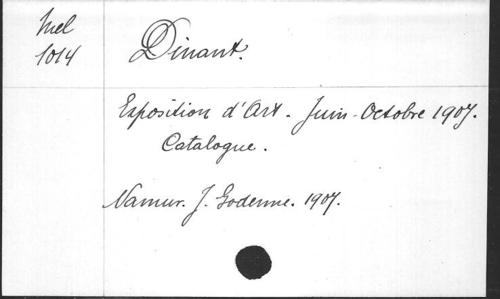 Mel
1014
Dinant.
Exposition d'Art. Juin-Octobre 1907.
Catalogue.
Namur. J. Godenne. 1907.